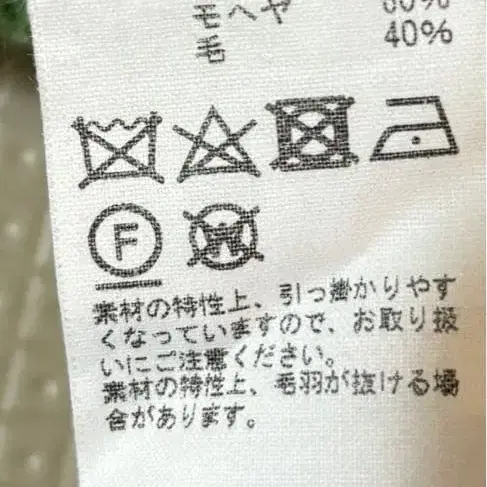 モヘヤ 60%
毛 40%
F
W
素材の特性上、引っ掛かりやす
くなっていますので、お取り扱
いにご注意ください。
素材の特性上、毛羽が抜ける場
合があります。